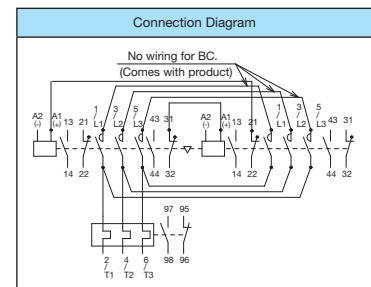 Connection Diagram
No wiring for BC.
(Comes with product)
A2 (-) A1 (+) 13 21 1/L1 3/L2 5/L3 43 31 A2 (-) A1 (+) 13 21 1/L1 3/L2 5/L3 43 31
14 22 44 32 14 22 44 32
97 95
98 96
2/T1 4/T2 6/T3